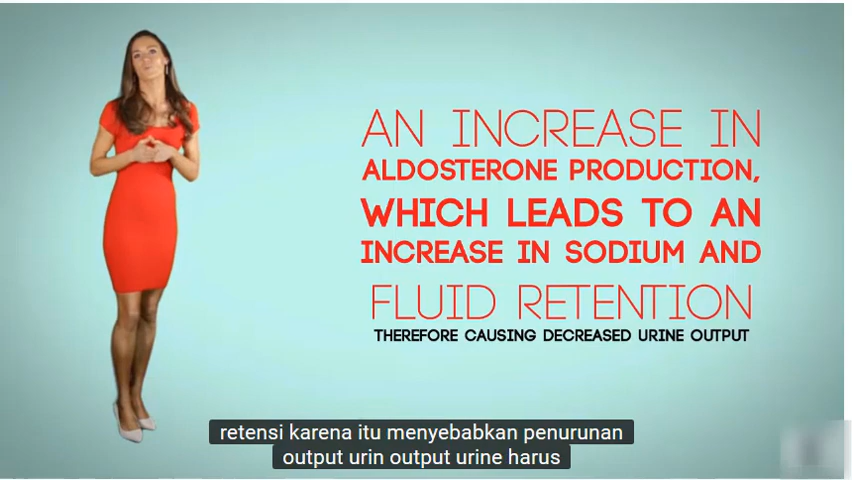 AN INCREASE IN
ALDOSTERONE PRODUCTION,
WHICH LEADS TO AN
INCREASE IN SODIUM AND
FLUID RETENTION
THEREFORE CAUSING DECREASED URINE OUTPUT
retensi karena itu menyebabkan penurunan
output urin output urine harus